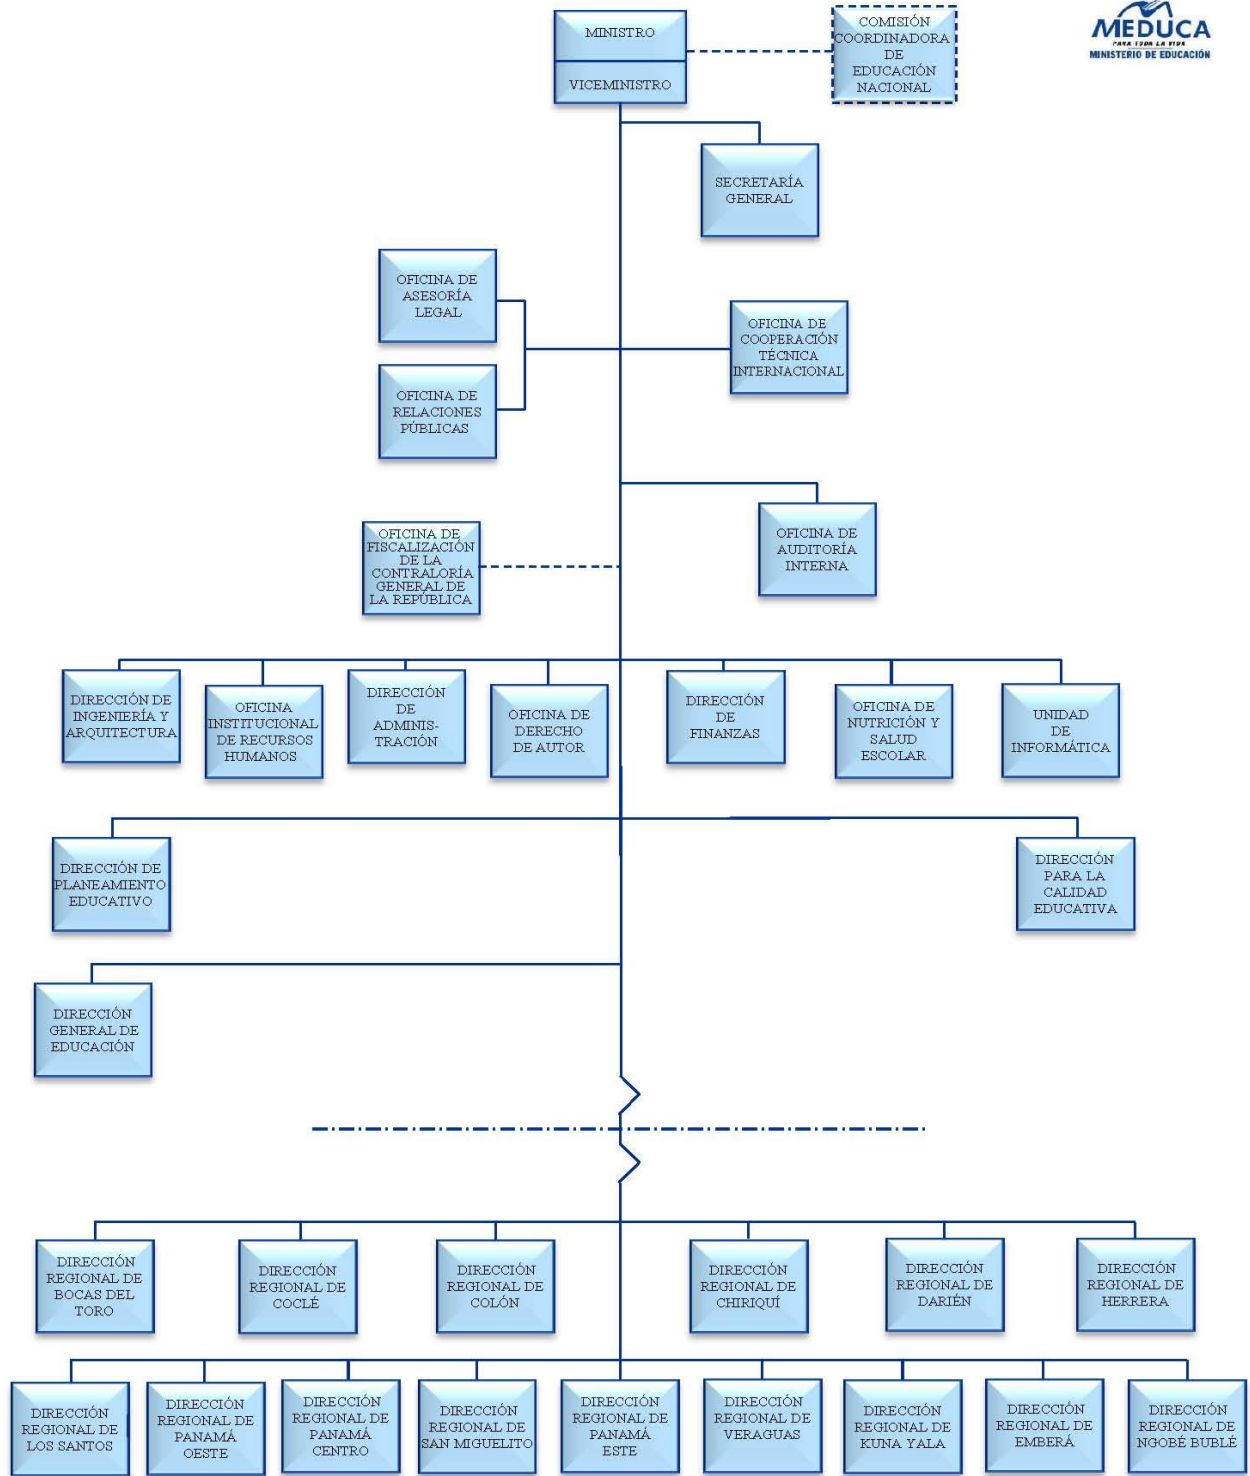 MINISTRO
VICEMINISTRO
COMISIÓN
COORDINADORA
DE
EDUCACIÓN
NACIONAL
MEDUCA
PARA TODA LA VIDA
MINISTERIO DE EDUCACIÓN
SECRETARÍA
GENERAL
OFICINA DE
ASESORÍA
LEGAL
OFICINA DE
COOPERACIÓN
TÉCNICA
INTERNACIONAL
OFICINA DE
RELACIONES
PÚBLICAS
OFICINA DE
FISCALIZACIÓN
DE LA
CONTRALORÍA
GENERAL DE
LA REPÚBLICA
OFICINA DE
AUDITORÍA
INTERNA
DIRECCIÓN DE
INGENIERÍA Y
ARQUITECTURA
OFICINA
INSTITUCIONAL
DE RECURSOS
HUMANOS
DIRECCIÓN
DE
ADMINIS-
TRACIÓN
OFICINA DE
DERECHO
DE AUTOR
DIRECCIÓN
DE
FINANZAS
OFICINA DE
NUTRICIÓN Y
SALUD
ESCOLAR
UNIDAD
DE
INFORMÁTICA
DIRECCIÓN DE
PLANEAMIENTO
EDUCATIVO
DIRECCIÓN
PARA LA
CALIDAD
EDUCATIVA
DIRECCIÓN
GENERAL DE
EDUCACIÓN
DIRECCIÓN
REGIONAL DE
BOCAS DEL
TORO
DIRECCIÓN
REGIONAL DE
COCLÉ
DIRECCIÓN
REGIONAL DE
COLÓN
DIRECCIÓN
REGIONAL DE
CHIRIQUÍ
DIRECCIÓN
REGIONAL DE
DARIÉN
DIRECCIÓN
REGIONAL DE
HERRERA
DIRECCIÓN
REGIONAL DE
LOS SANTOS
DIRECCIÓN
REGIONAL DE
PANAMÁ
OESTE
DIRECCIÓN
REGIONAL DE
PANAMÁ
CENTRO
DIRECCIÓN
REGIONAL DE
SAN MIGUELITO
DIRECCIÓN
REGIONAL DE
PANAMÁ
ESTE
DIRECCIÓN
REGIONAL DE
VERAGUAS
DIRECCIÓN
REGIONAL DE
KUNA YALA
DIRECCIÓN
REGIONAL DE
EMBERÁ
DIRECCIÓN
REGIONAL DE
NGOBÉ BUBLÉ